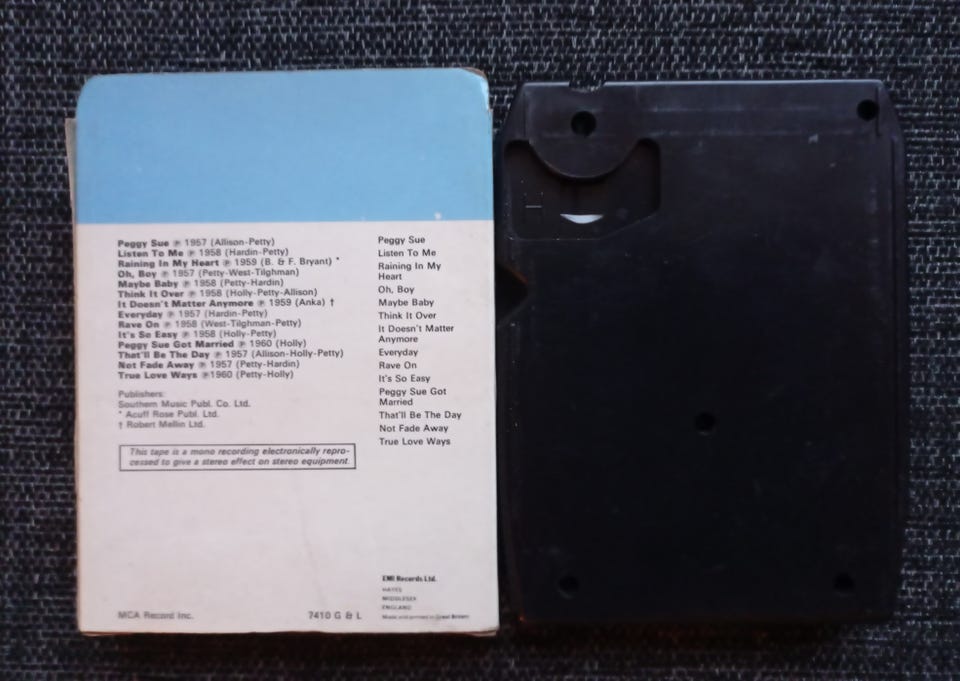 Peggy Sue ℗ 1957 (Allison-Petty)
Listen To Me ℗ 1958 (Hardin-Petty)
Raining In My Heart ℗ 1959 (B. & F. Bryant) *
Oh, Boy ℗ 1957 (Petty-West-Tilghman)
Maybe Baby ℗ 1958 (Petty-Hardin)
Think It Over ℗ 1958 (Holly-Petty-Allison)
It Doesn't Matter Anymore ℗ 1959 (Anka) †
Everyday ℗ 1957 (Hardin-Petty)
Rave On ℗ 1958 (West-Tilghman-Petty)
It's So Easy ℗ 1958 (Holly-Petty)
Peggy Sue Got Married ℗ 1960 (Holly)
That'll Be The Day ℗ 1957 (Allison-Holly-Petty)
Not Fade Away ℗ 1957 (Petty-Hardin)
True Love Ways ℗1960 (Petty-Holly)
Publishers:
Southern Music Publ. Co. Ltd.
* Acuff Rose Publ. Ltd.
† Robert Mellin Ltd.
This tape is a mono recording electronically repro-
cessed to give a stereo effect on stereo equipment.
MCA Record Inc.
7410 G & L
Peggy Sue
Listen To Me
Raining In My
Heart
Oh, Boy
Maybe Baby
Think It Over
It Doesn't Matter
Anymore
Everyday
Rave On
It's So Easy
Peggy Sue Got
Married
That'll Be The Day
Not Fade Away
True Love Ways
EMI Records Ltd.
HAYES
MIDDLESEX
ENGLAND
Made and printed in Great Britain